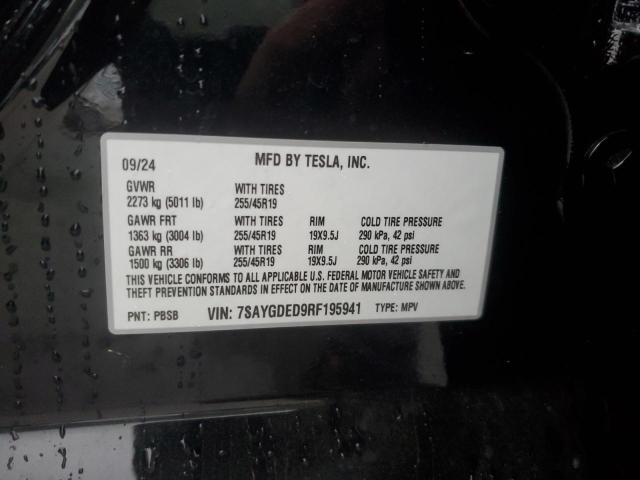 09/24 MFD BY TESLA, INC.
GVWR WITH TIRES
2273 kg (5011 lb) 255/45R19
GAWR FRT WITH TIRES RIM COLD TIRE PRESSURE
1363 kg (3004 lb) 255/45R19 19X9.5J 290 kPa, 42 psi
GAWR RR WITH TIRES RIM COLD TIRE PRESSURE
1500 kg (3306 lb) 255/45R19 19X9.5J 290 kPa, 42 psi
THIS VEHICLE CONFORMS TO ALL APPLICABLE U.S. FEDERAL MOTOR VEHICLE SAFETY AND
THEFT PREVENTION STANDARDS IN EFFECT ON THE DATE OF MANUFACTURE SHOWN ABOVE.
PNT: PBSB VIN: 7SAYGDED9RF195941 TYPE: MPV